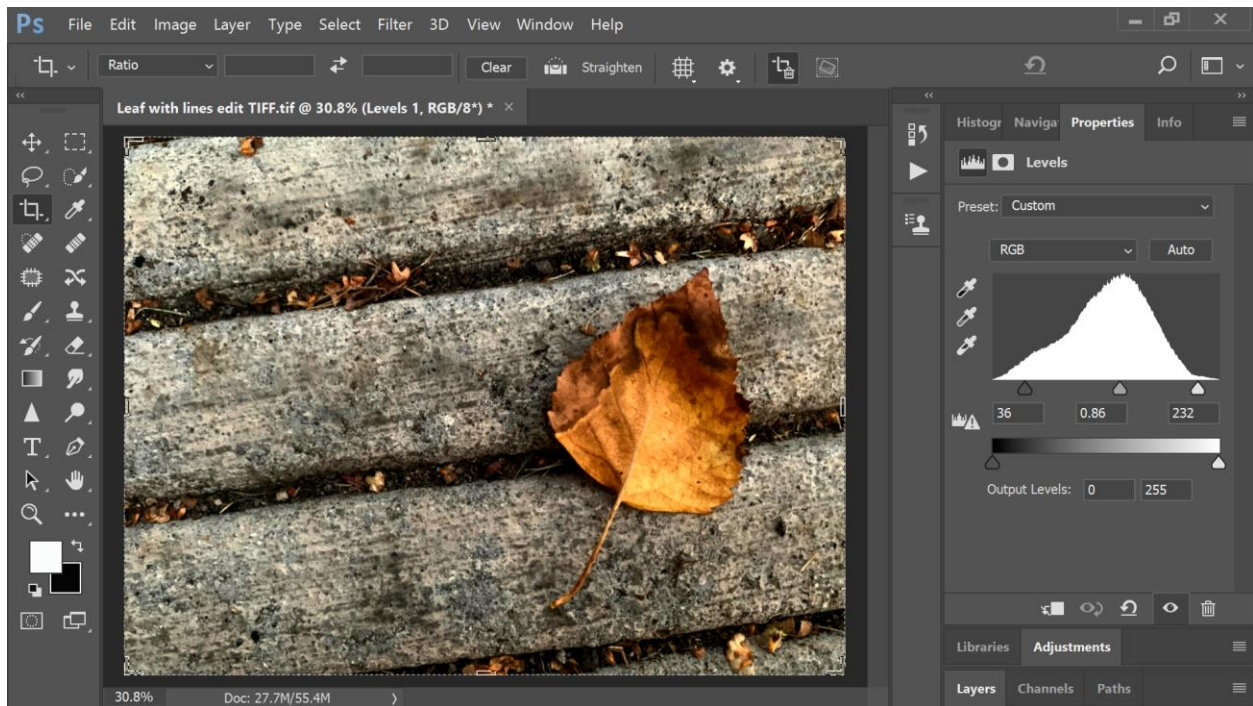 Ps File Edit Image Layer Type Select Filter 3D View Window Help
Ratio Clear Straighten
Leaf with lines edit TIFF.tif @ 30.8% (Levels 1, RGB/8*) * ×
Histogr Naviga Properties Info
Levels
Preset: Custom
RGB Auto
36 0.86 232
Output Levels: 0 255
Libraries Adjustments
Layers Channels Paths
30.8% Doc: 27.7M/55.4M